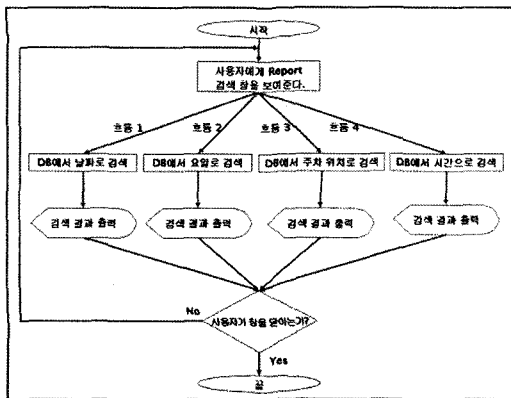 시작
사용자에게 Report
검색 창을 보여준다.
흐름 1
흐름 2
흐름 3
흐름 4
DB에서 날짜로 검색
DB에서 요일로 검색
DB에서 주차 위치로 검색
DB에서 시간으로 검색
검색 결과 출력
검색 결과 출력
검색 결과 출력
검색 결과 출력
No
사용자가 창을 닫아는가?
Yes
끝